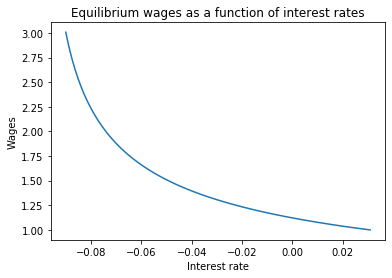 Equilibrium wages as a function of interest rates
3.00
2.75
2.50
2.25
2.00
1.75
1.50
1.25
1.00
Wages
−0.08 −0.06 −0.04 −0.02 0.00 0.02
Interest rate